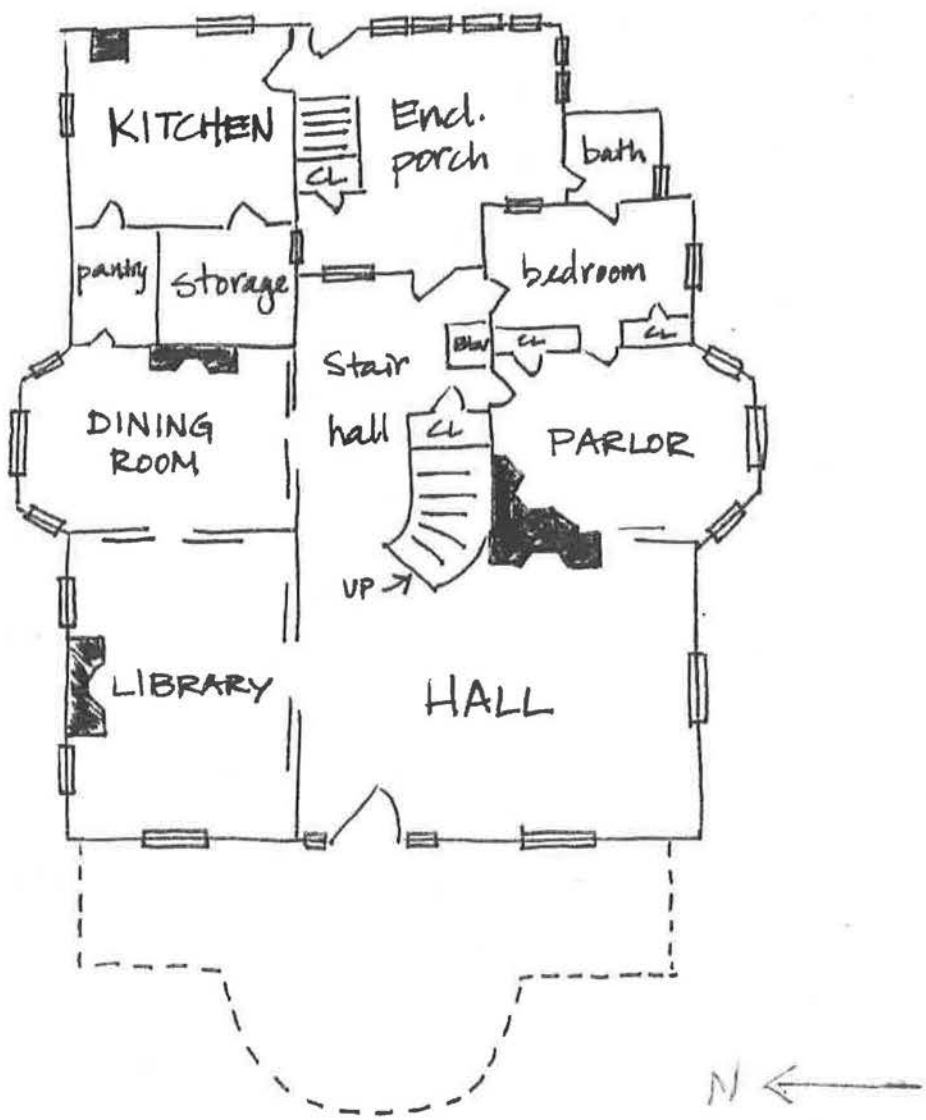 KITCHEN
Encl.
porch
bath
CL
pantry
storage
bedroom
CL
CL
Stair
hall
CL
DINING
ROOM
PARLOR
UP
LIBRARY
HALL
N